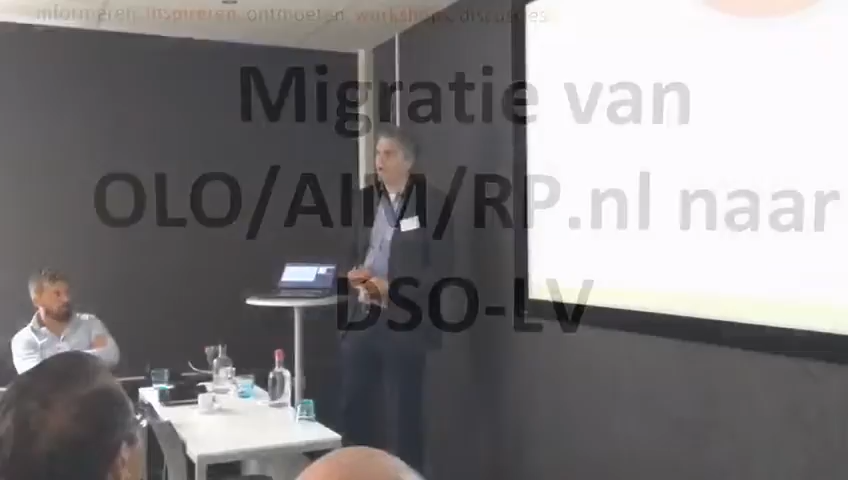 informeren. inspireren. ontmoeten. workshops. discussies.
Migratie van
OLO/AIM/RP.nl naar
DSO-LV